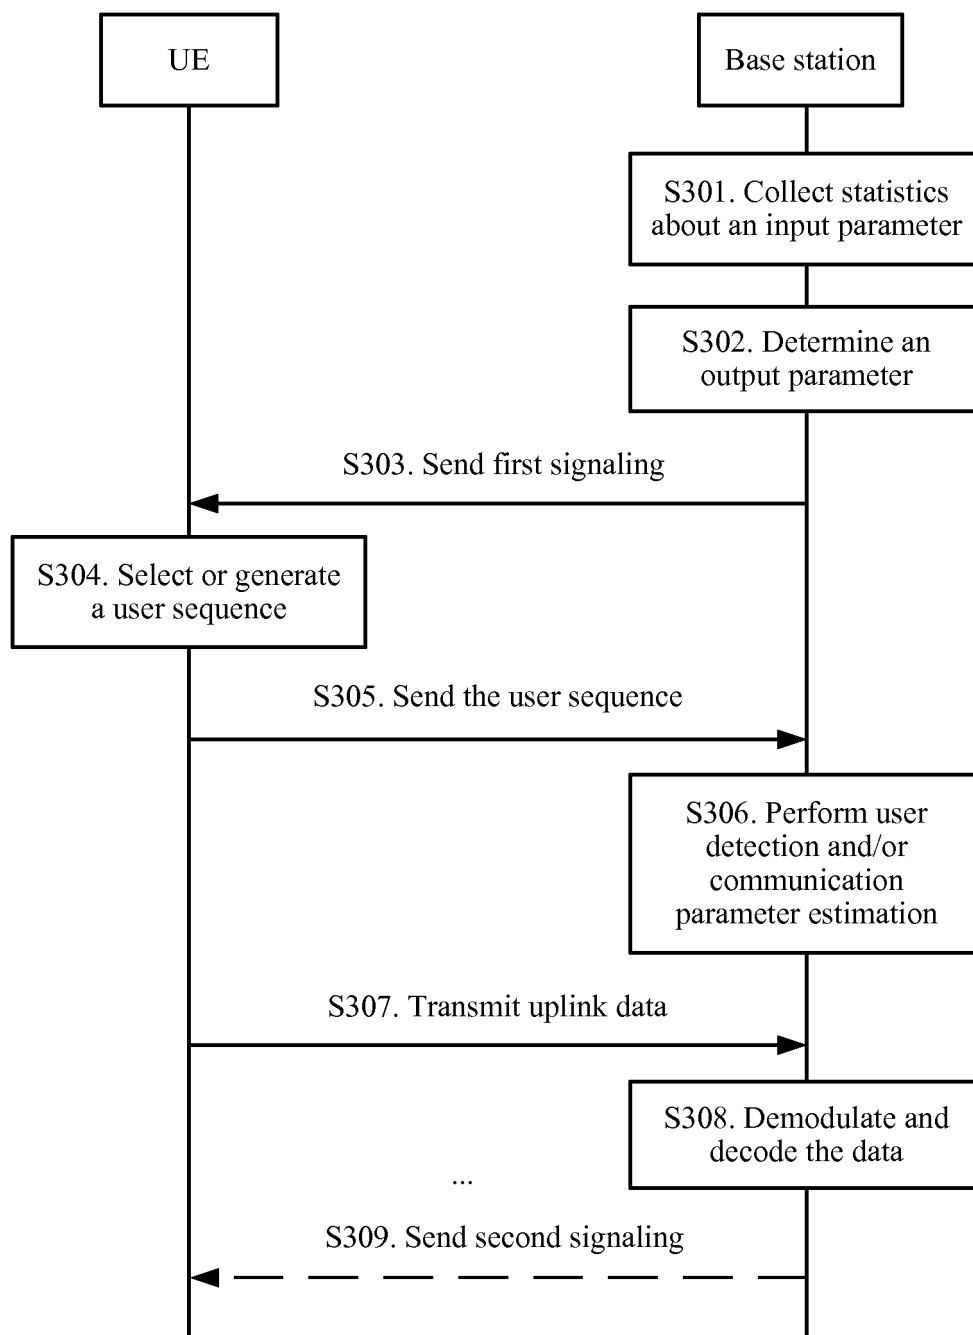 UE
Base station
S301. Collect statistics
about an input parameter
S302. Determine an
output parameter
S303. Send first signaling
S304. Select or generate
a user sequence
S305. Send the user sequence
S306. Perform user
detection and/or
communication
parameter estimation
S307. Transmit uplink data
S308. Demodulate and
decode the data
...
S309. Send second signaling